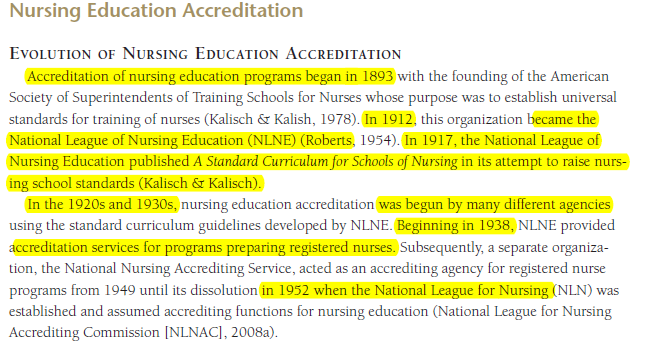 Nursing Education Accreditation
EVOLUTION OF NURSING EDUCATION ACCREDITATION
Accreditation of nursing education programs began in 1893 with the founding of the American
Society of Superintendents of Training Schools for Nurses whose purpose was to establish universal
standards for training of nurses (Kalisch & Kalish, 1978). In 1912, this organization became the
National League of Nursing Education (NLNE) (Roberts, 1954). In 1917, the National League of
Nursing Education published A Standard Curriculum for Schools of Nursing in its attempt to raise nurs-
ing school standards (Kalisch & Kalisch).
In the 1920s and 1930s, nursing education accreditation was begun by many different agencies
using the standard curriculum guidelines developed by NLNE. Beginning in 1938, NLNE provided
accreditation services for programs preparing registered nurses. Subsequently, a separate organiza-
tion, the National Nursing Accrediting Service, acted as an accrediting agency for registered nurse
programs from 1949 until its dissolution in 1952 when the National League for Nursing (NLN) was
established and assumed accrediting functions for nursing education (National League for Nursing
Accrediting Commission [NLNAC], 2008a).